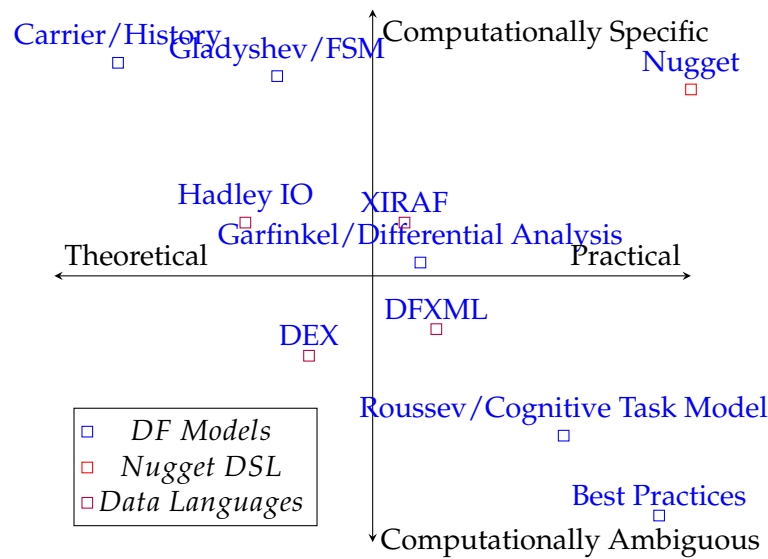 Carrier/History
Gladyshev/FSM
Computationally Specific
Nugget
Hadley IO
XIRAF
Garfinkel/Differential Analysis
Theoretical
Practical
DFXML
DEX
Roussev/Cognitive Task Model
DF Models
Nugget DSL
Data Languages
Best Practices
Computationally Ambiguous